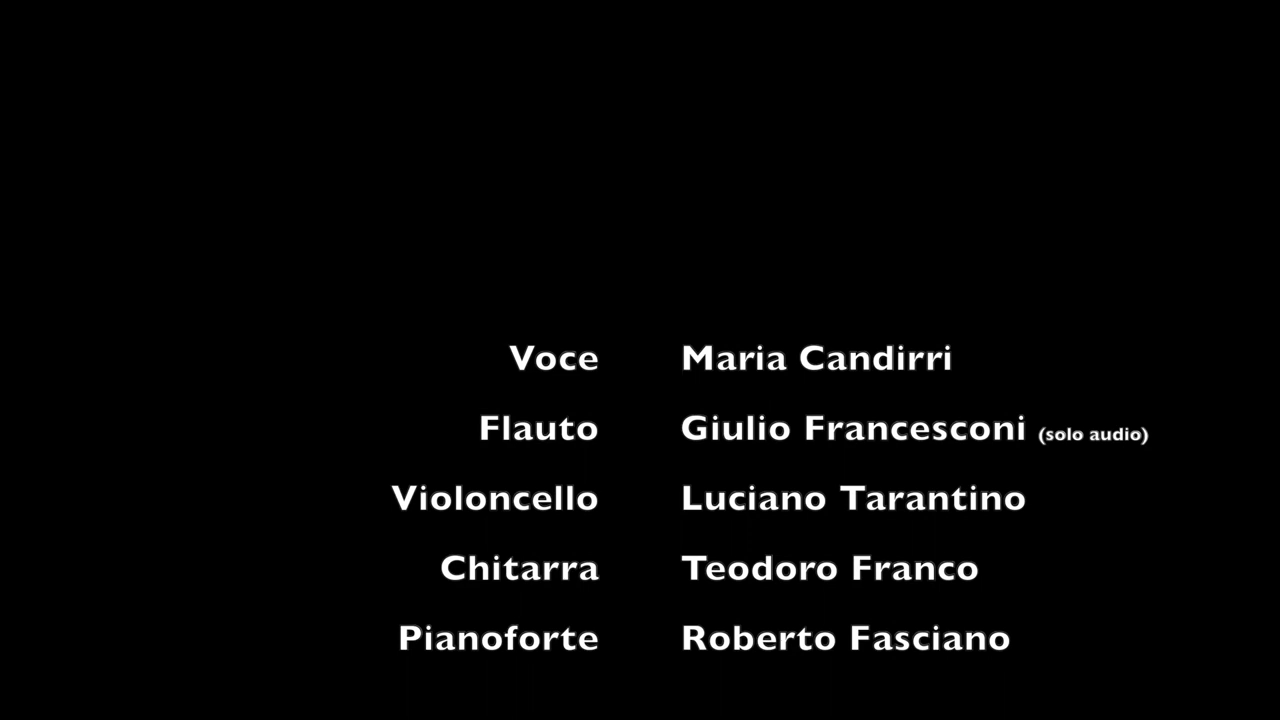 Voce Maria Candirri
Flauto Giulio Francesconi (solo audio)
Violoncello Luciano Tarantino
Chitarra Teodoro Franco
Pianoforte Roberto Fasciano